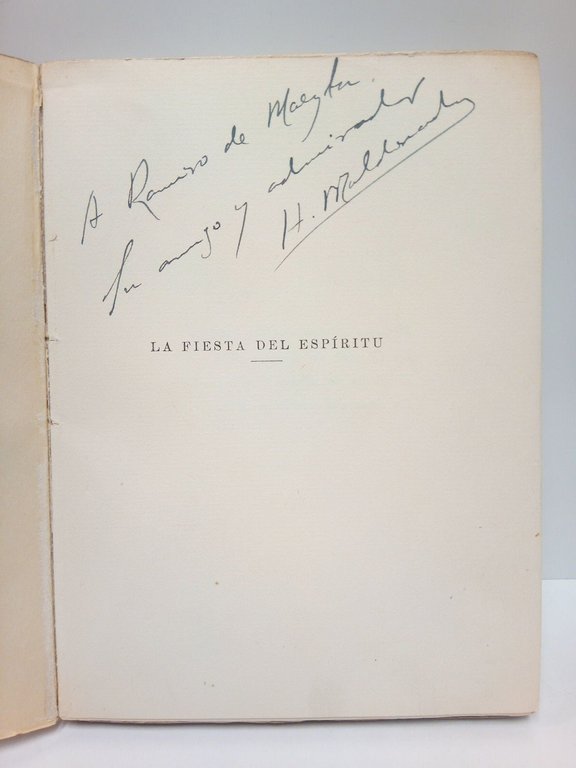 A Ramiro de Maeztu.
Su amigo y admirador
H. Maldonado
LA FIESTA DEL ESPÍRITU